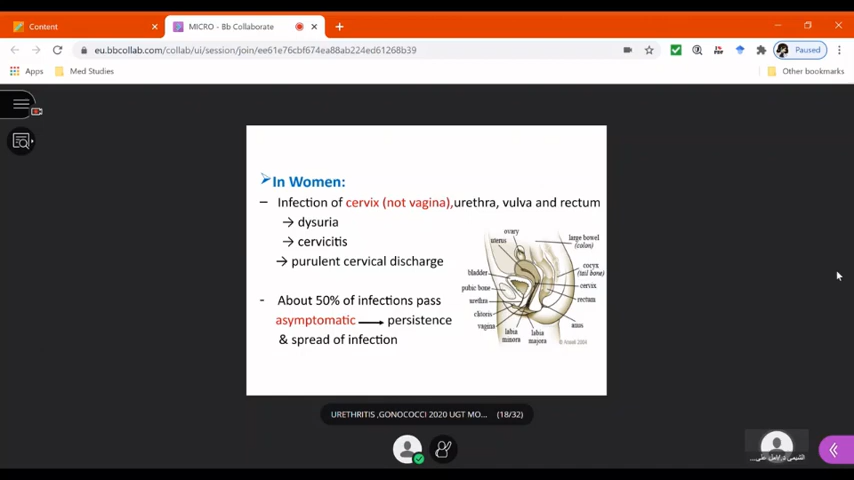 Content
MICRO - Bb Collaborate
eu.bbcollab.com/collab/ui/session/join/ee61e76cbf674ea88ab224ed61268b39
Paused
Apps
Med Studies
Other bookmarks
In Women:
– Infection of cervix (not vagina),urethra, vulva and rectum
→ dysuria
→ cervicitis
→ purulent cervical discharge
- About 50% of infections pass
asymptomatic → persistence
& spread of infection
ovary
uterus
large bowel
(colon)
bladder
cocyx
(tail bone)
pubic bone
cervix
urethra
rectum
clitoris
vagina
labia
minora
labia
majora
anus
URETHRITIS ,GONOCOCCI 2020 UGT MO...
(18/32)